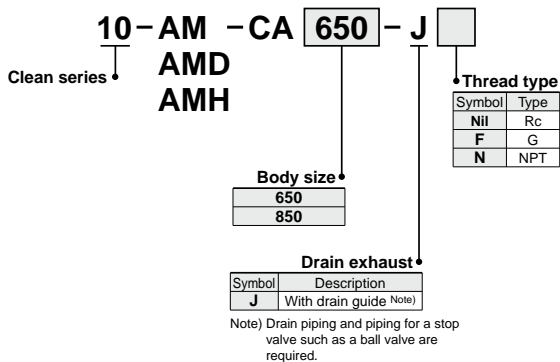 10 – AM – CA 650 – J
AMD
AMH
Clean series
Thread type
Symbol Type
Nil Rc
F G
N NPT
Body size
650
850
Drain exhaust
Symbol Description
J With drain guide Note)
Note) Drain piping and piping for a stop
valve such as a ball valve are
required.